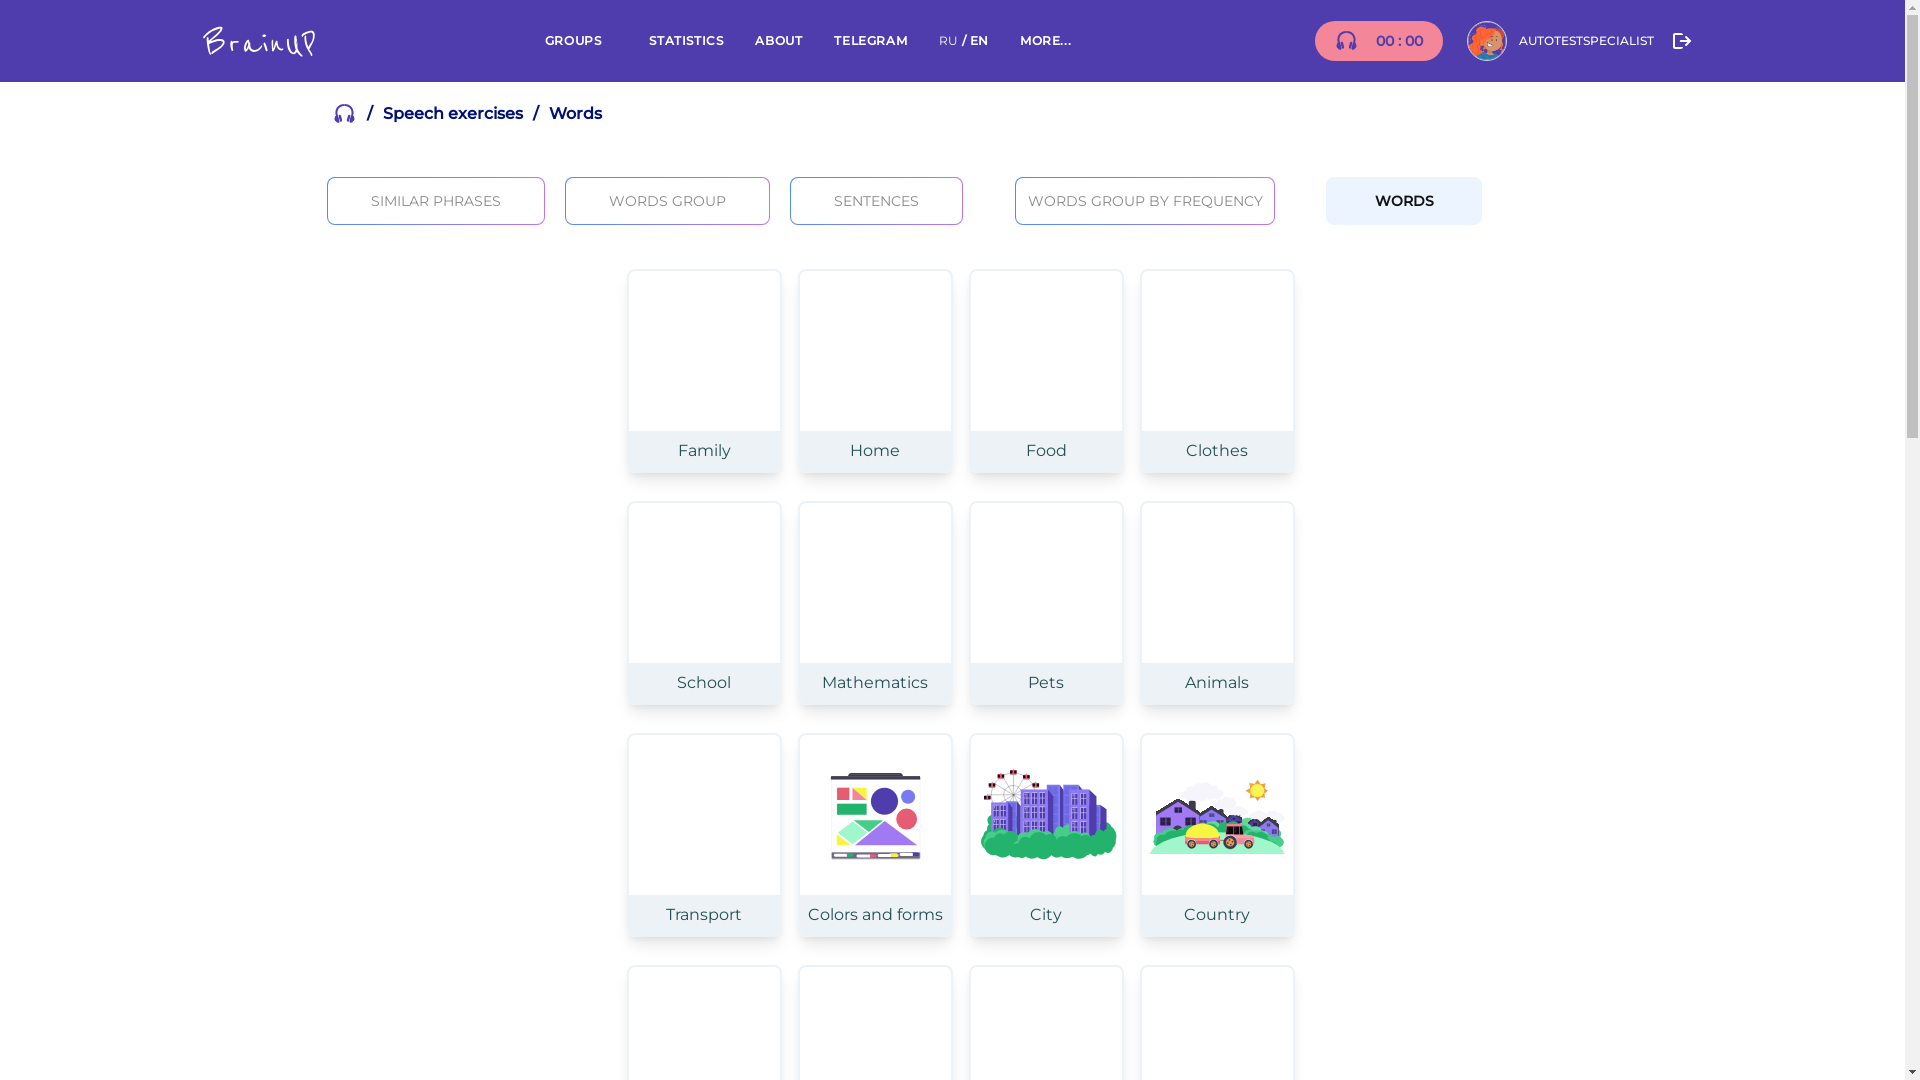 BrainUP GROUPS STATISTICS ABOUT TELEGRAM RU / EN MORE... 00 : 00 AUTOTESTSPECIALIST
/ Speech exercises / Words
SIMILAR PHRASES WORDS GROUP SENTENCES WORDS GROUP BY FREQUENCY WORDS
Family Home Food Clothes
School Mathematics Pets Animals
Transport Colors and forms City Country